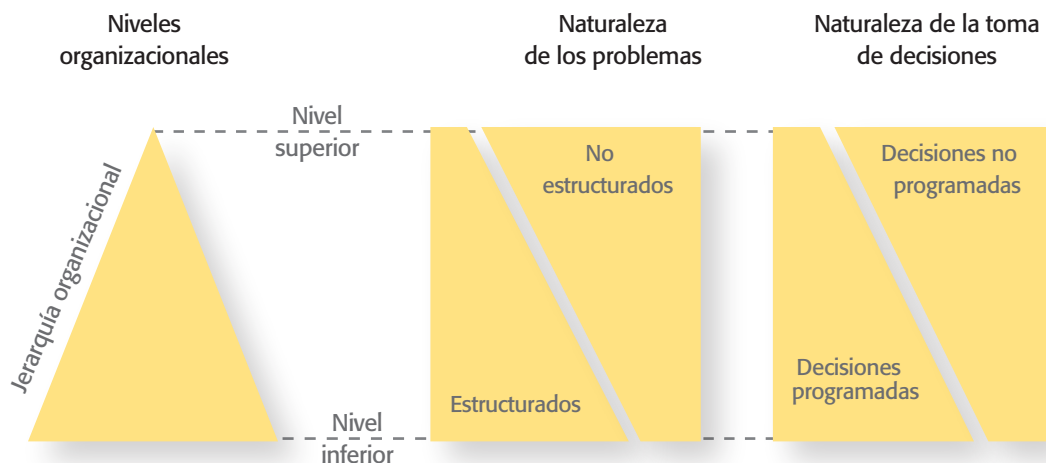 Niveles
organizacionales
Naturaleza
de los problemas
Naturaleza de la toma
de decisiones
Nivel
superior
No
estructurados
Decisiones no
programadas
Jerarquía organizacional
Estructurados
Decisiones
programadas
Nivel
inferior